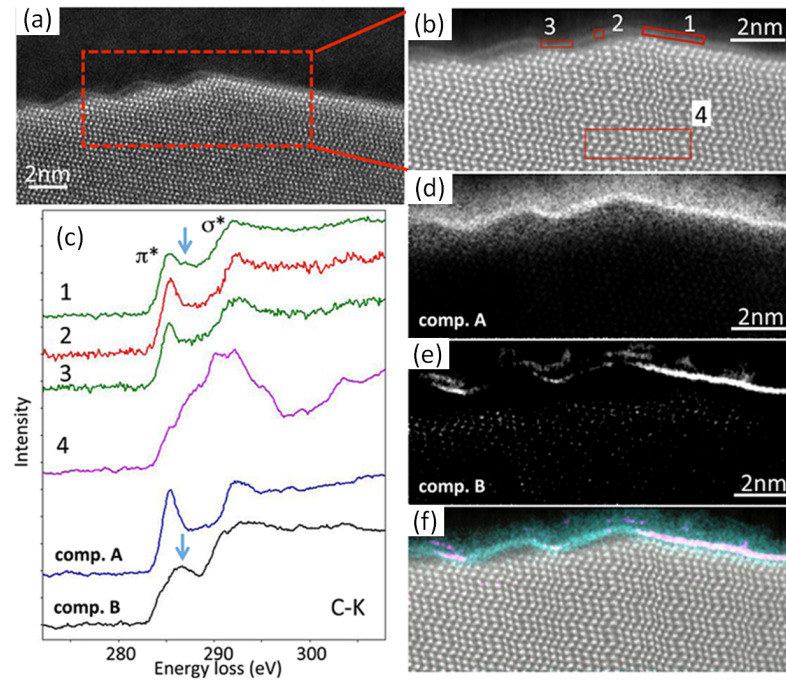 (a)
2nm
(b)
3
2
1
2nm
4
(c)
π*
σ*
1
2
3
4
comp. A
comp. B
C-K
Intensity
280
290
300
Energy loss (eV)
(d)
comp. A
2nm
(e)
comp. B
2nm
(f)